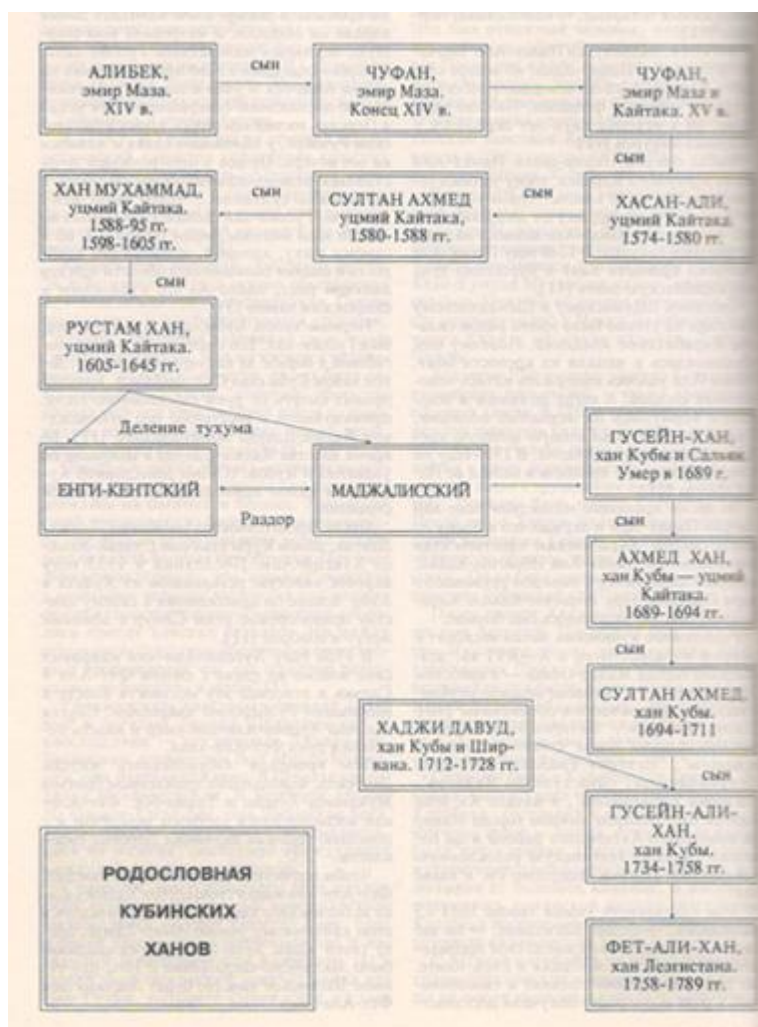 АЛИБЕК,
эмир Маза.
XIV в.
сын
ЧУФАН,
эмир Маза.
Конец XIV в.
ЧУФАН,
эмир Маза и
Кайтака. XV в.
сын
ХАН МУХАММАД,
уцмий Кайтака.
1588-95 гг.
1598-1605 гг.
сын
СУЛТАН АХМЕД
уцмий Кайтака,
1580-1588 гг.
сын
ХАСАН-АЛИ,
уцмий Кайтака.
1574-1580 гг.
сын
РУСТАМ ХАН,
уцмий Кайтака.
1605-1645 гг.
Деление тухума
ЕНГИ-КЕНТСКИЙ
Раздор
МАДЖАЛИССКИЙ
ГУСЕЙН-ХАН,
хан Кубы и Сальян
Умер в 1689 г.
сын
АХМЕД ХАН,
хан Кубы — уцмий
Кайтака.
1689-1694 гг.
сын
СУЛТАН АХМЕД,
хан Кубы.
1694-1711
сын
ХАДЖИ ДАВУД,
хан Кубы и Шир-
вана. 1712-1728 гг.
ГУСЕЙН-АЛИ-
ХАН,
хан Кубы.
1734-1758 гг.
ФЕТ-АЛИ-ХАН,
хан Лезгистана.
1758-1789 гг.
РОДОСЛОВНАЯ
КУБИНСКИХ
ХАНОВ